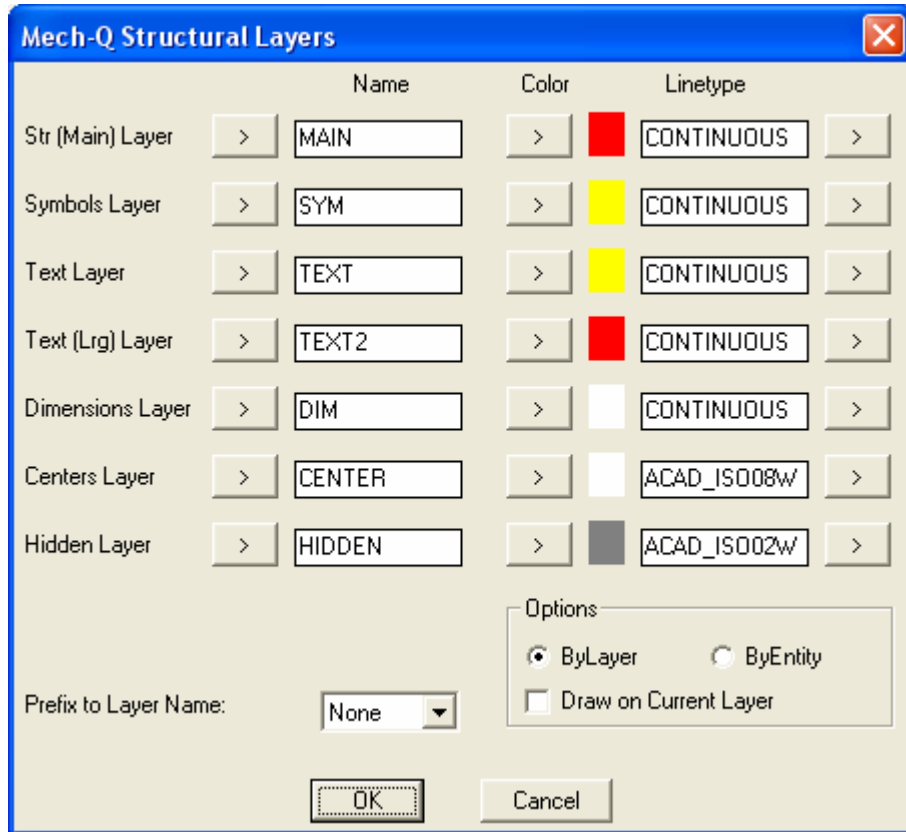 Mech-Q Structural Layers
Name Color Linetype
Str (Main) Layer > MAIN > CONTINUOUS >
Symbols Layer > SYM > CONTINUOUS >
Text Layer > TEXT > CONTINUOUS >
Text (Lrg) Layer > TEXT2 > CONTINUOUS >
Dimensions Layer > DIM > CONTINUOUS >
Centers Layer > CENTER > ACAD_ISO08W >
Hidden Layer > HIDDEN > ACAD_ISO02W >
Options
ByLayer ByEntity
Prefix to Layer Name: None Draw on Current Layer
OK Cancel